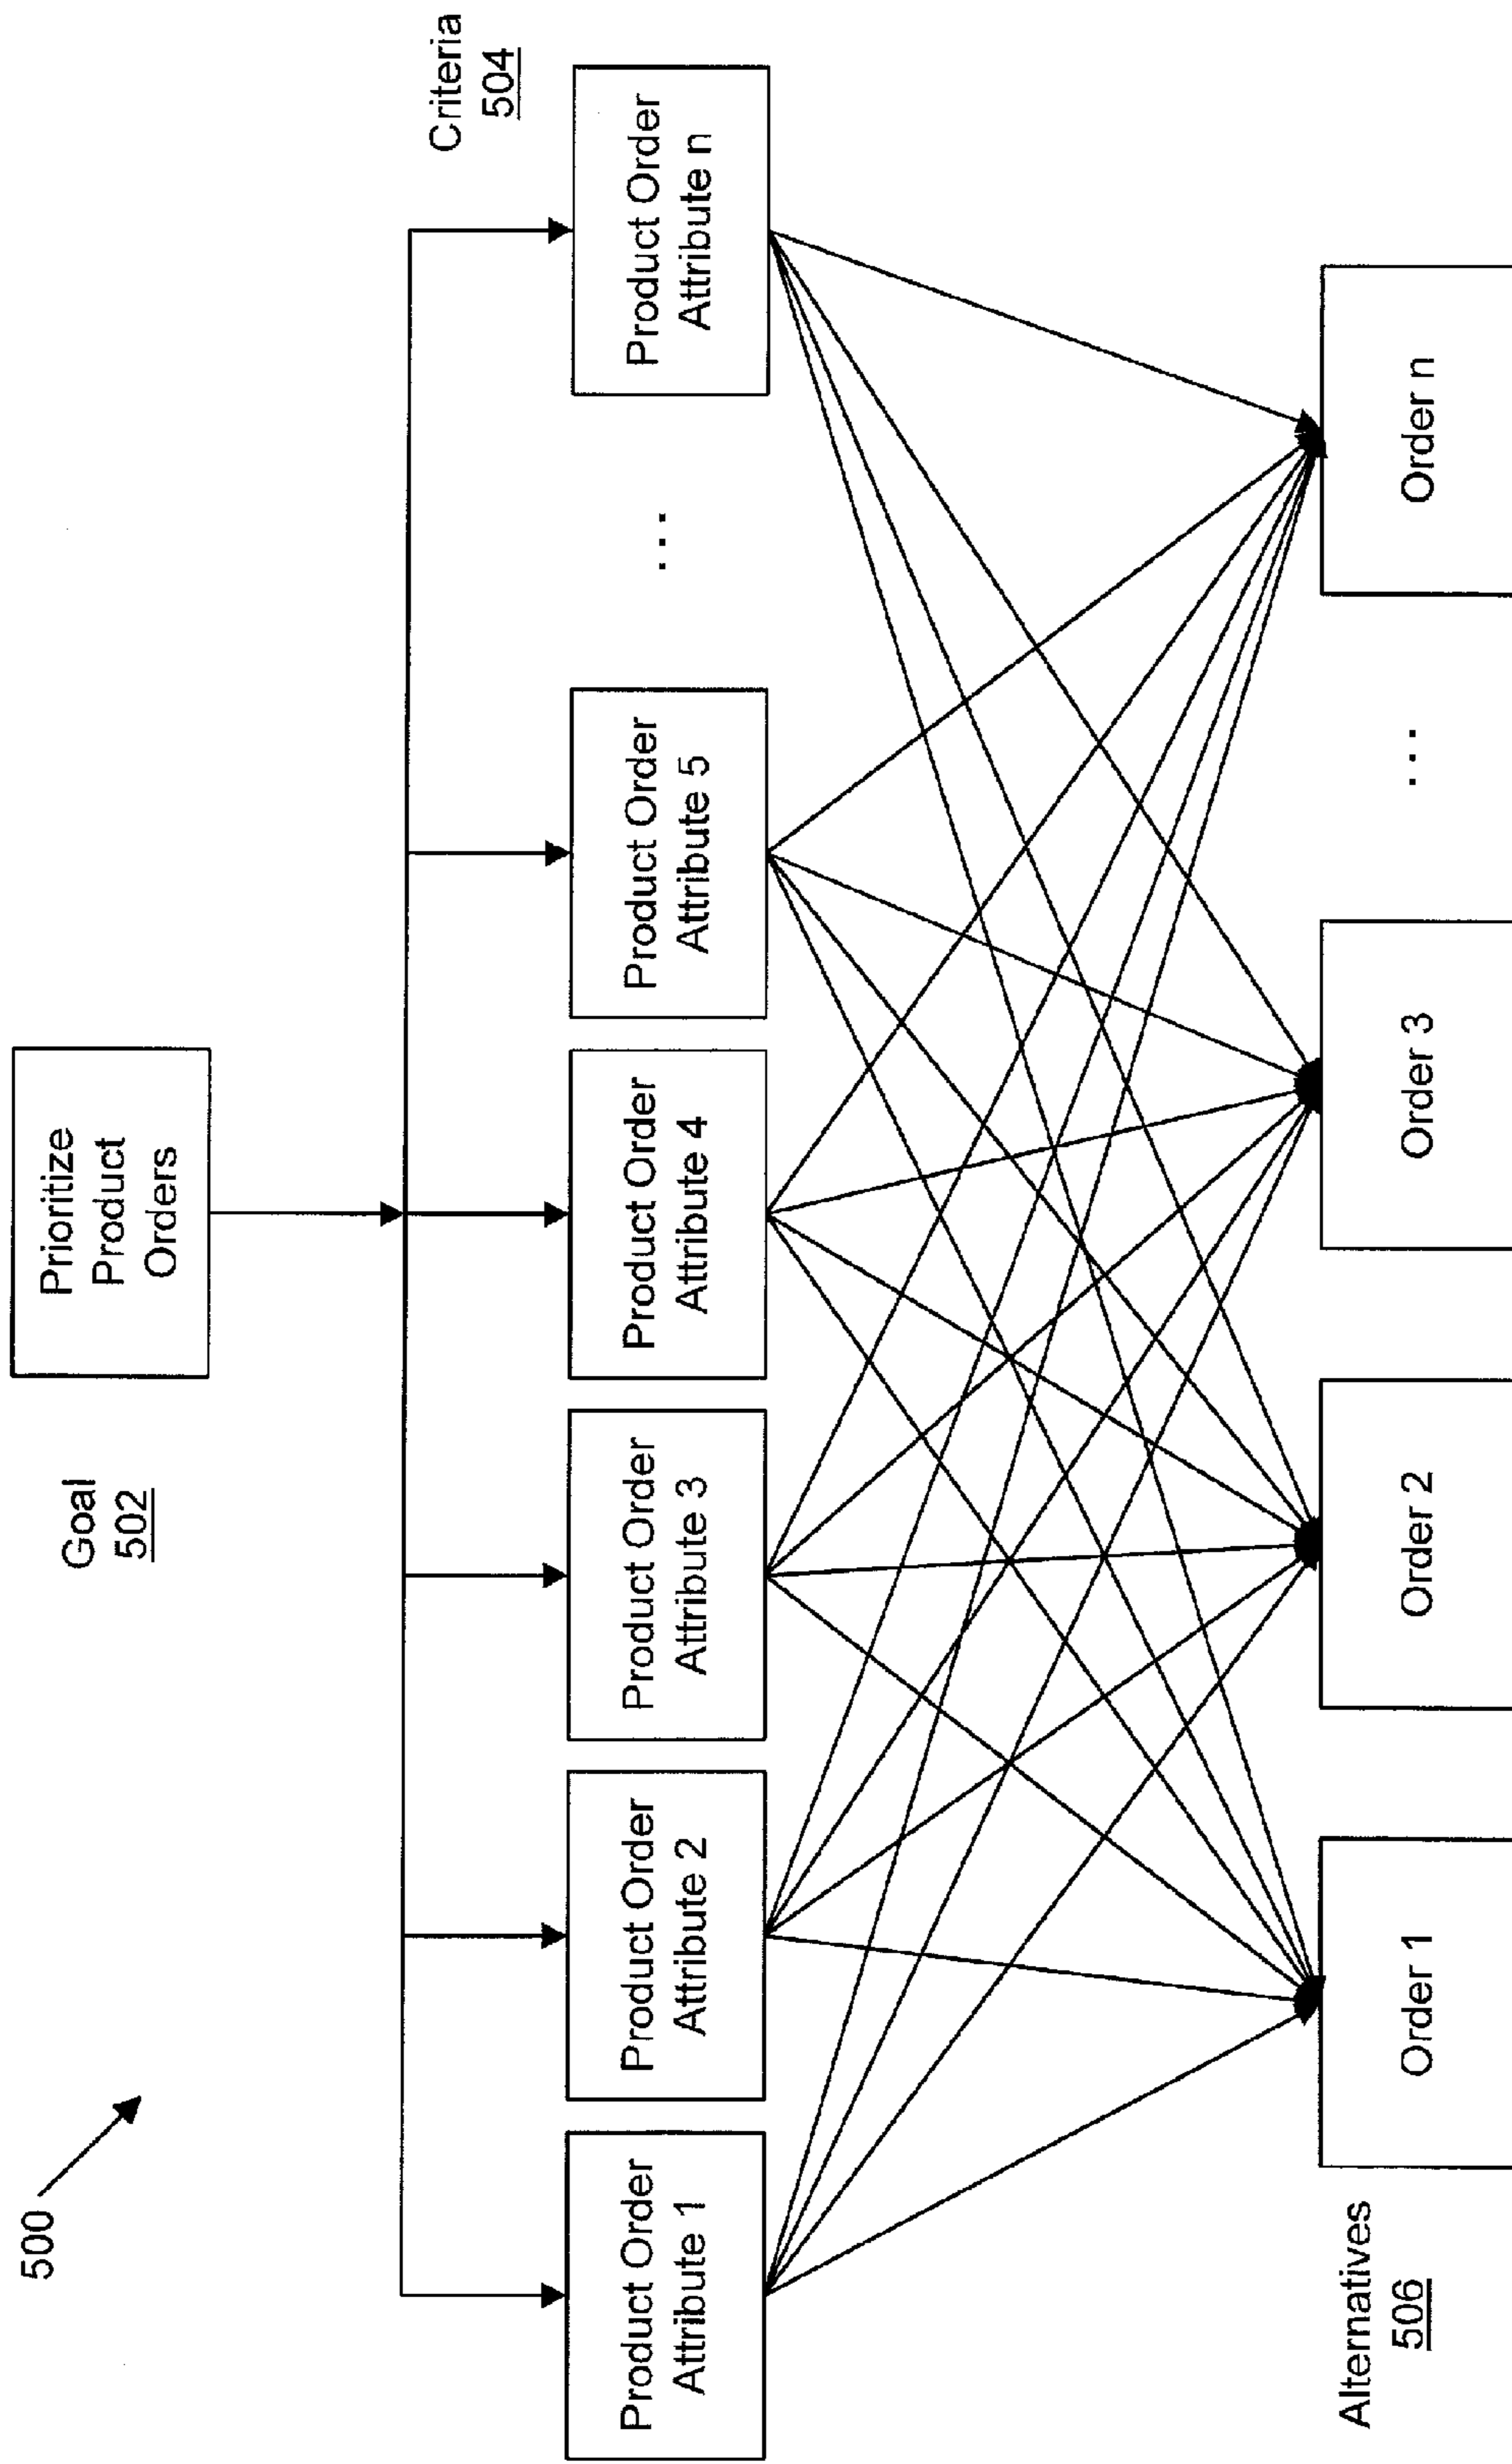 500
Goal
502
Prioritize
Product
Orders
Criteria
504
Product Order
Attribute 1
Product Order
Attribute 2
Product Order
Attribute 3
Product Order
Attribute 4
Product Order
Attribute 5
...
Product Order
Attribute n
Alternatives
506
Order 1
Order 2
Order 3
...
Order n